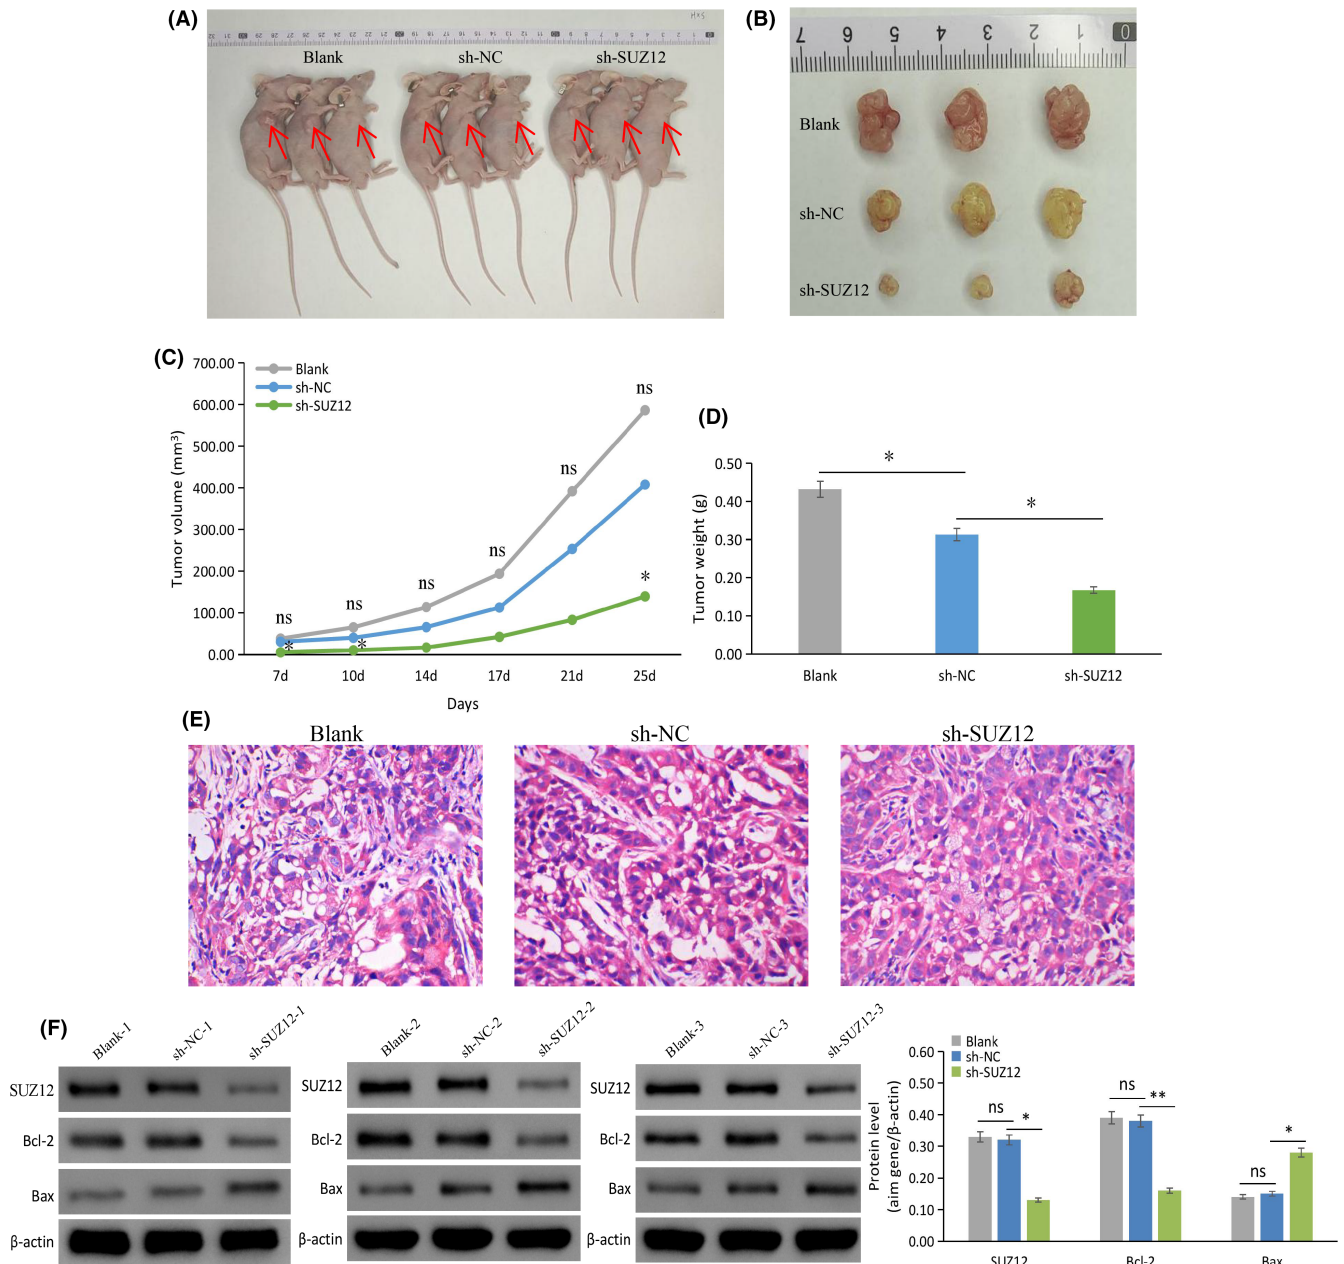 (A)
Blank
sh-NC
sh-SUZ12
(B)
7 6 5 4 3 2 1 0
Blank
sh-NC
sh-SUZ12
(C)
700.00
600.00
500.00
400.00
300.00
200.00
100.00
0.00
Tumor volume (mm³)
Blank
sh-NC
sh-SUZ12
ns
ns
ns
ns
ns
ns
*
*
*
7d 10d 14d 17d 21d 25d
Days
(D)
0.50
0.40
0.30
0.20
0.10
0.00
Tumor weight (g)
*
*
Blank sh-NC sh-SUZ12
(E)
Blank
sh-NC
sh-SUZ12
(F)
Blank-1 sh-NC-1 sh-SUZ12-1
SUZ12
Bcl-2
Bax
β-actin
Blank-2 sh-NC-2 sh-SUZ12-2
SUZ12
Bcl-2
Bax
β-actin
Blank-3 sh-NC-3 sh-SUZ12-3
SUZ12
Bcl-2
Bax
β-actin
Blank
sh-NC
sh-SUZ12
0.60
0.50
0.40
0.30
0.20
0.10
0.00
Protein level
(aim gene/β-actin)
ns *
ns **
ns *
SUZ12 Bcl-2 Bax